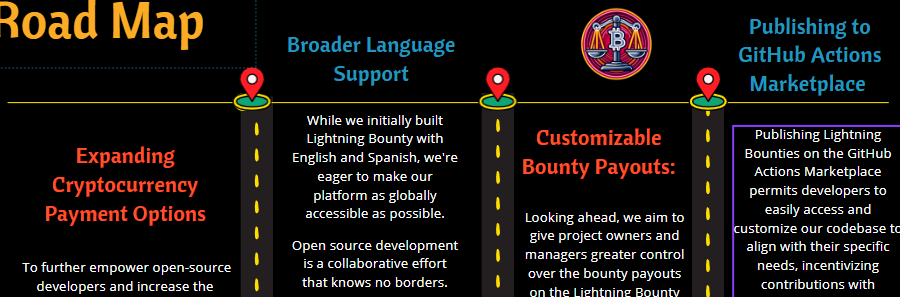 Road Map
Expanding
Cryptocurrency
Payment Options
To further empower open-source
developers and increase the
Broader Language
Support
While we initially built
Lightning Bounty with
English and Spanish, we're
eager to make our
platform as globally
accessible as possible.
Open source development
is a collaborative effort
that knows no borders.
Customizable
Bounty Payouts:
Looking ahead, we aim to
give project owners and
managers greater control
over the bounty payouts
on the Lightning Bounty
Publishing to
GitHub Actions
Marketplace
Publishing Lightning
Bounties on the GitHub
Actions Marketplace
permits developers to
easily access and
customize our codebase to
align with their specific
needs, incentivizing
contributions with